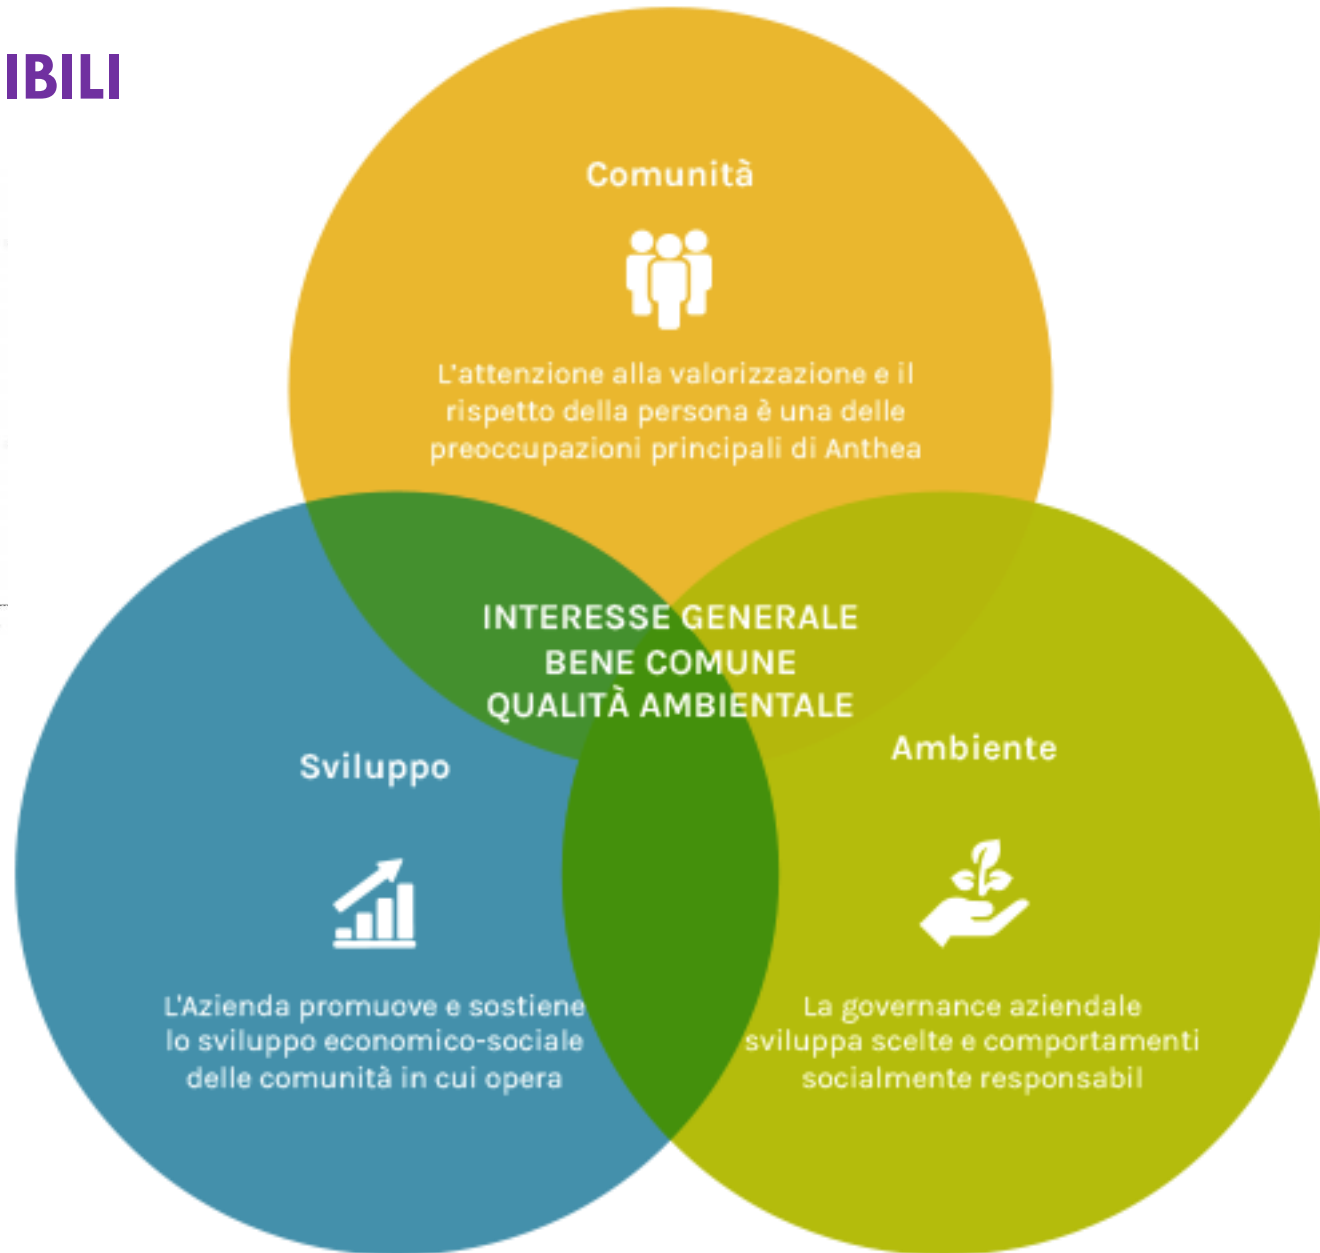 IBILI
Comunità
L'attenzione alla valorizzazione e il
rispetto della persona è una delle
preoccupazioni principali di Anthea
INTERESSE GENERALE
BENE COMUNE
QUALITÀ AMBIENTALE
Sviluppo
L'Azienda promuove e sostiene
lo sviluppo economico-sociale
delle comunità in cui opera
Ambiente
La governance aziendale
sviluppa scelte e comportamenti
socialmente responsabil